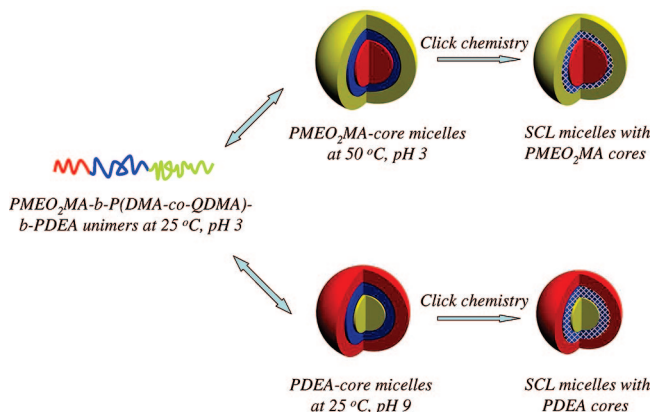 Click chemistry
PMEO₂MA-core micelles
at 50 °C, pH 3
SCL micelles with
PMEO₂MA cores
PMEO₂MA-b-P(DMA-co-QDMA)-
b-PDEA unimers at 25 °C, pH 3
Click chemistry
PDEA-core micelles
at 25 °C, pH 9
SCL micelles with
PDEA cores